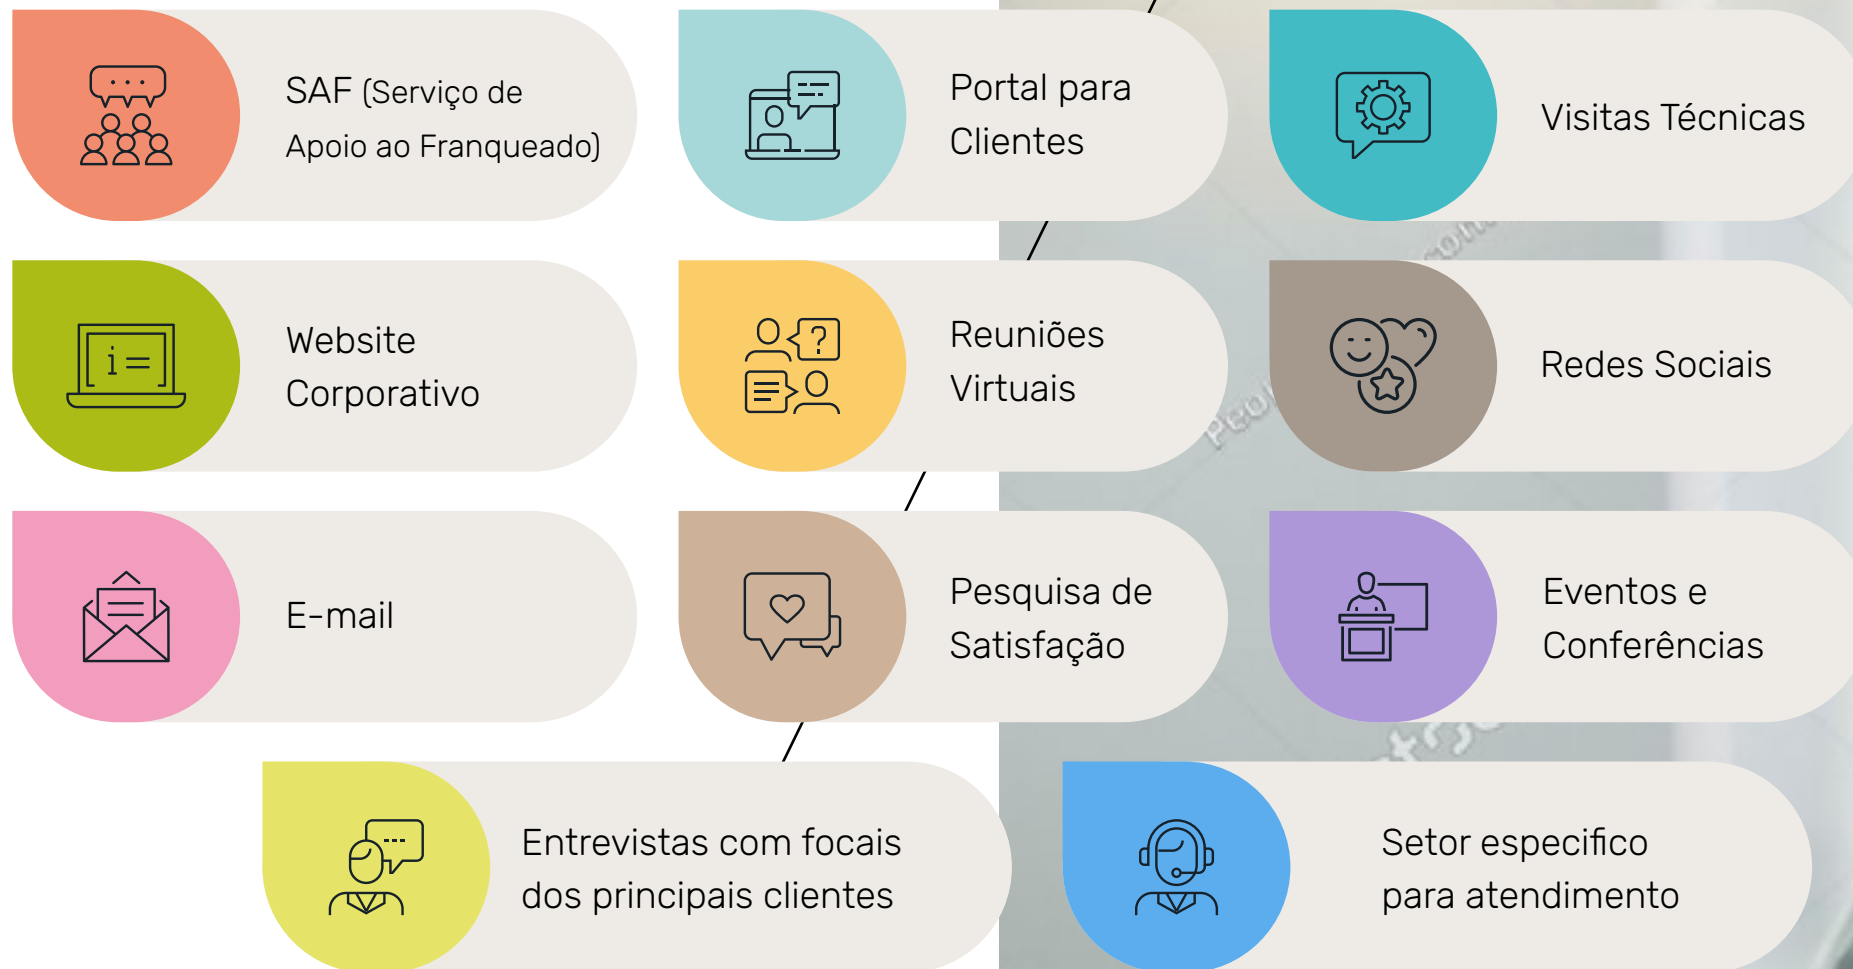 SAF (Serviço de
Apoio ao Franqueado)
Portal para
Clientes
Visitas Técnicas
Website
Corporativo
Reuniões
Virtuais
Redes Sociais
E-mail
Pesquisa de
Satisfação
Eventos e
Conferências
Entrevistas com focais
dos principais clientes
Setor especifico
para atendimento
i=
?